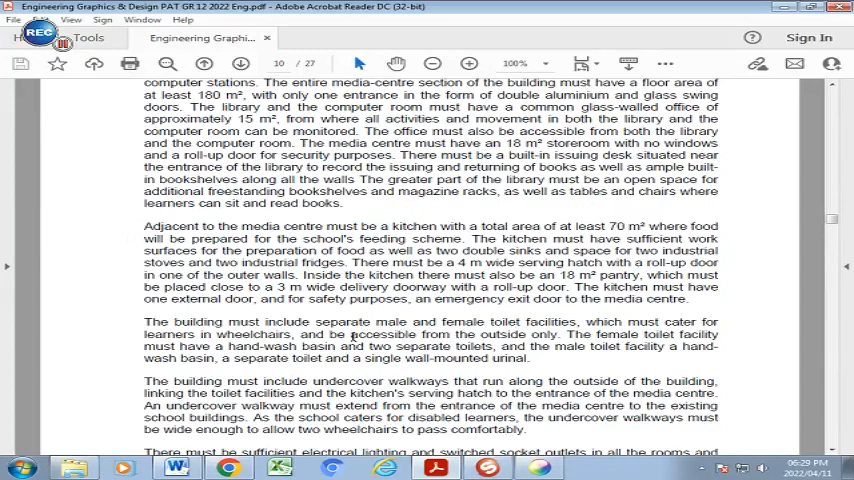 Engineering Graphics & Design PAT GR 12 2022 Eng.pdf - Adobe Acrobat Reader DC (32-bit)
File
View Sign Window Help
REC
Tools
Engineering Graphi... ×
Sign In
10 / 27
100%
computer stations. The entire media-centre section of the building must have a floor area of
at least 180 m², with only one entrance in the form of double aluminium and glass swing
doors. The library and the computer room must have a common glass-walled office of
approximately 15 m², from where all activities and movement in both the library and the
computer room can be monitored. The office must also be accessible from both the library
and the computer room. The media centre must have an 18 m² storeroom with no windows
and a roll-up door for security purposes. There must be a built-in issuing desk situated near
the entrance of the library to record the issuing and returning of books as well as ample built-
in bookshelves along all the walls The greater part of the library must be an open space for
additional freestanding bookshelves and magazine racks, as well as tables and chairs where
learners can sit and read books.
Adjacent to the media centre must be a kitchen with a total area of at least 70 m² where food
will be prepared for the school's feeding scheme. The kitchen must have sufficient work
surfaces for the preparation of food as well as two double sinks and space for two industrial
stoves and two industrial fridges. There must be a 4 m wide serving hatch with a roll-up door
in one of the outer walls. Inside the kitchen there must also be an 18 m² pantry, which must
be placed close to a 3 m wide delivery doorway with a roll-up door. The kitchen must have
one external door, and for safety purposes, an emergency exit door to the media centre.
The building must include separate male and female toilet facilities, which must cater for
learners in wheelchairs, and be accessible from the outside only. The female toilet facility
must have a hand-wash basin and two separate toilets, and the male toilet facility a hand-
wash basin, a separate toilet and a single wall-mounted urinal.
The building must include undercover walkways that run along the outside of the building,
linking the toilet facilities and the kitchen's serving hatch to the entrance of the media centre.
An undercover walkway must extend from the entrance of the media centre to the existing
school buildings. As the school caters for disabled learners, the undercover walkways must
be wide enough to allow two wheelchairs to pass comfortably.
There must be sufficient electrical lighting and switched socket outlets in all the rooms and
06:29 PM
2022/04/11